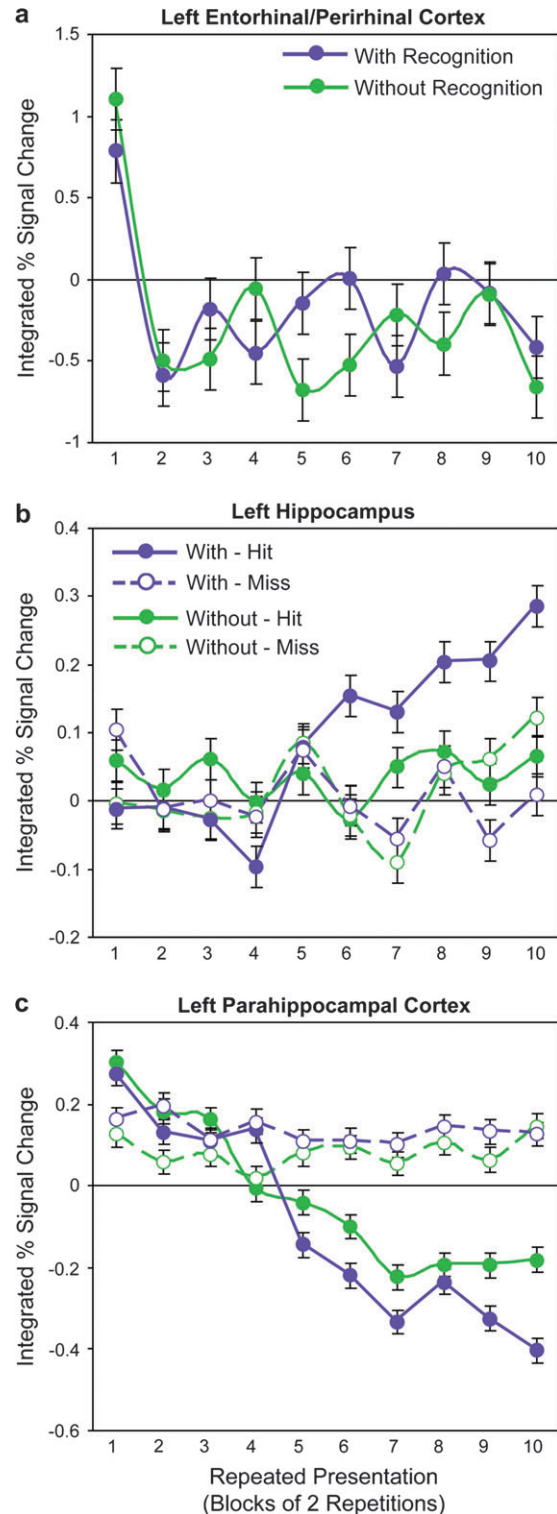 a
Left Entorhinal/Perirhinal Cortex
1.5
1
0.5
0
-0.5
-1
Integrated % Signal Change
With Recognition
Without Recognition
1 2 3 4 5 6 7 8 9 10
b
Left Hippocampus
0.4
0.3
0.2
0.1
0
-0.1
-0.2
Integrated % Signal Change
With - Hit
With - Miss
Without - Hit
Without - Miss
1 2 3 4 5 6 7 8 9 10
c
Left Parahippocampal Cortex
0.4
0.2
0
-0.2
-0.4
-0.6
Integrated % Signal Change
1 2 3 4 5 6 7 8 9 10
Repeated Presentation
(Blocks of 2 Repetitions)